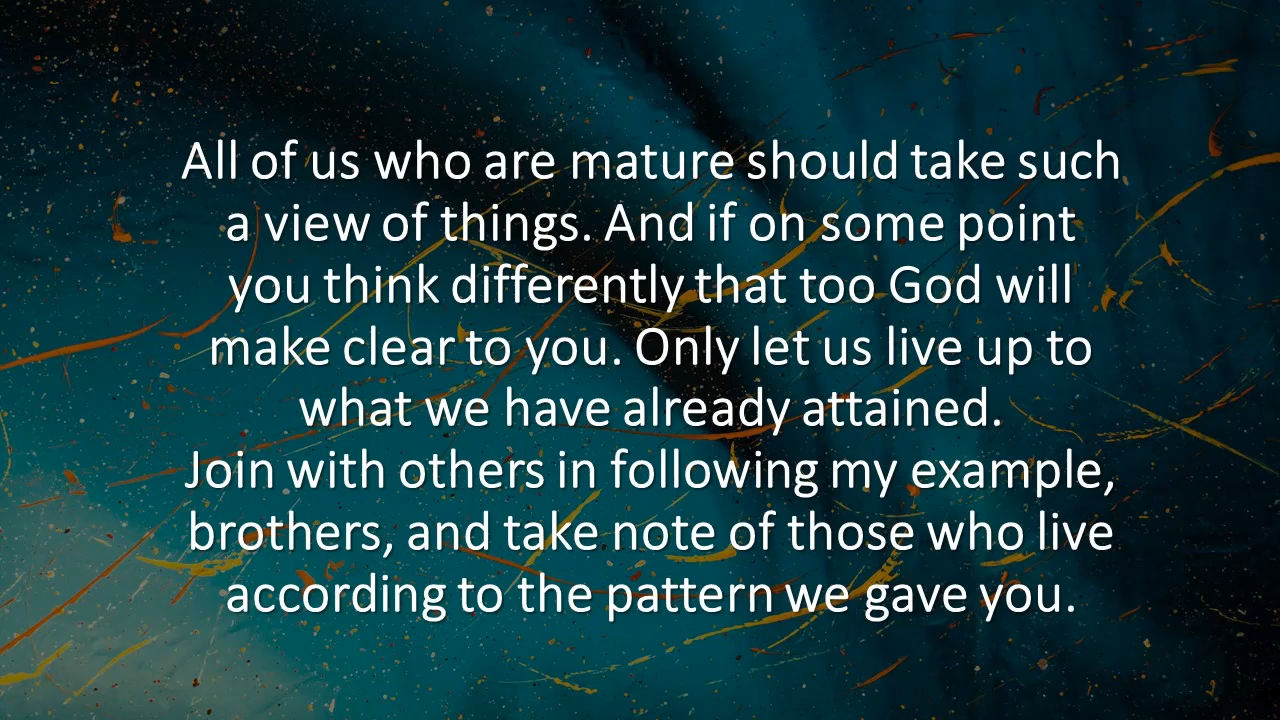 All of us who are mature should take such
a view of things. And if on some point
you think differently that too God will
make clear to you. Only let us live up to
what we have already attained.
Join with others in following my example,
brothers, and take note of those who live
according to the pattern we gave you.